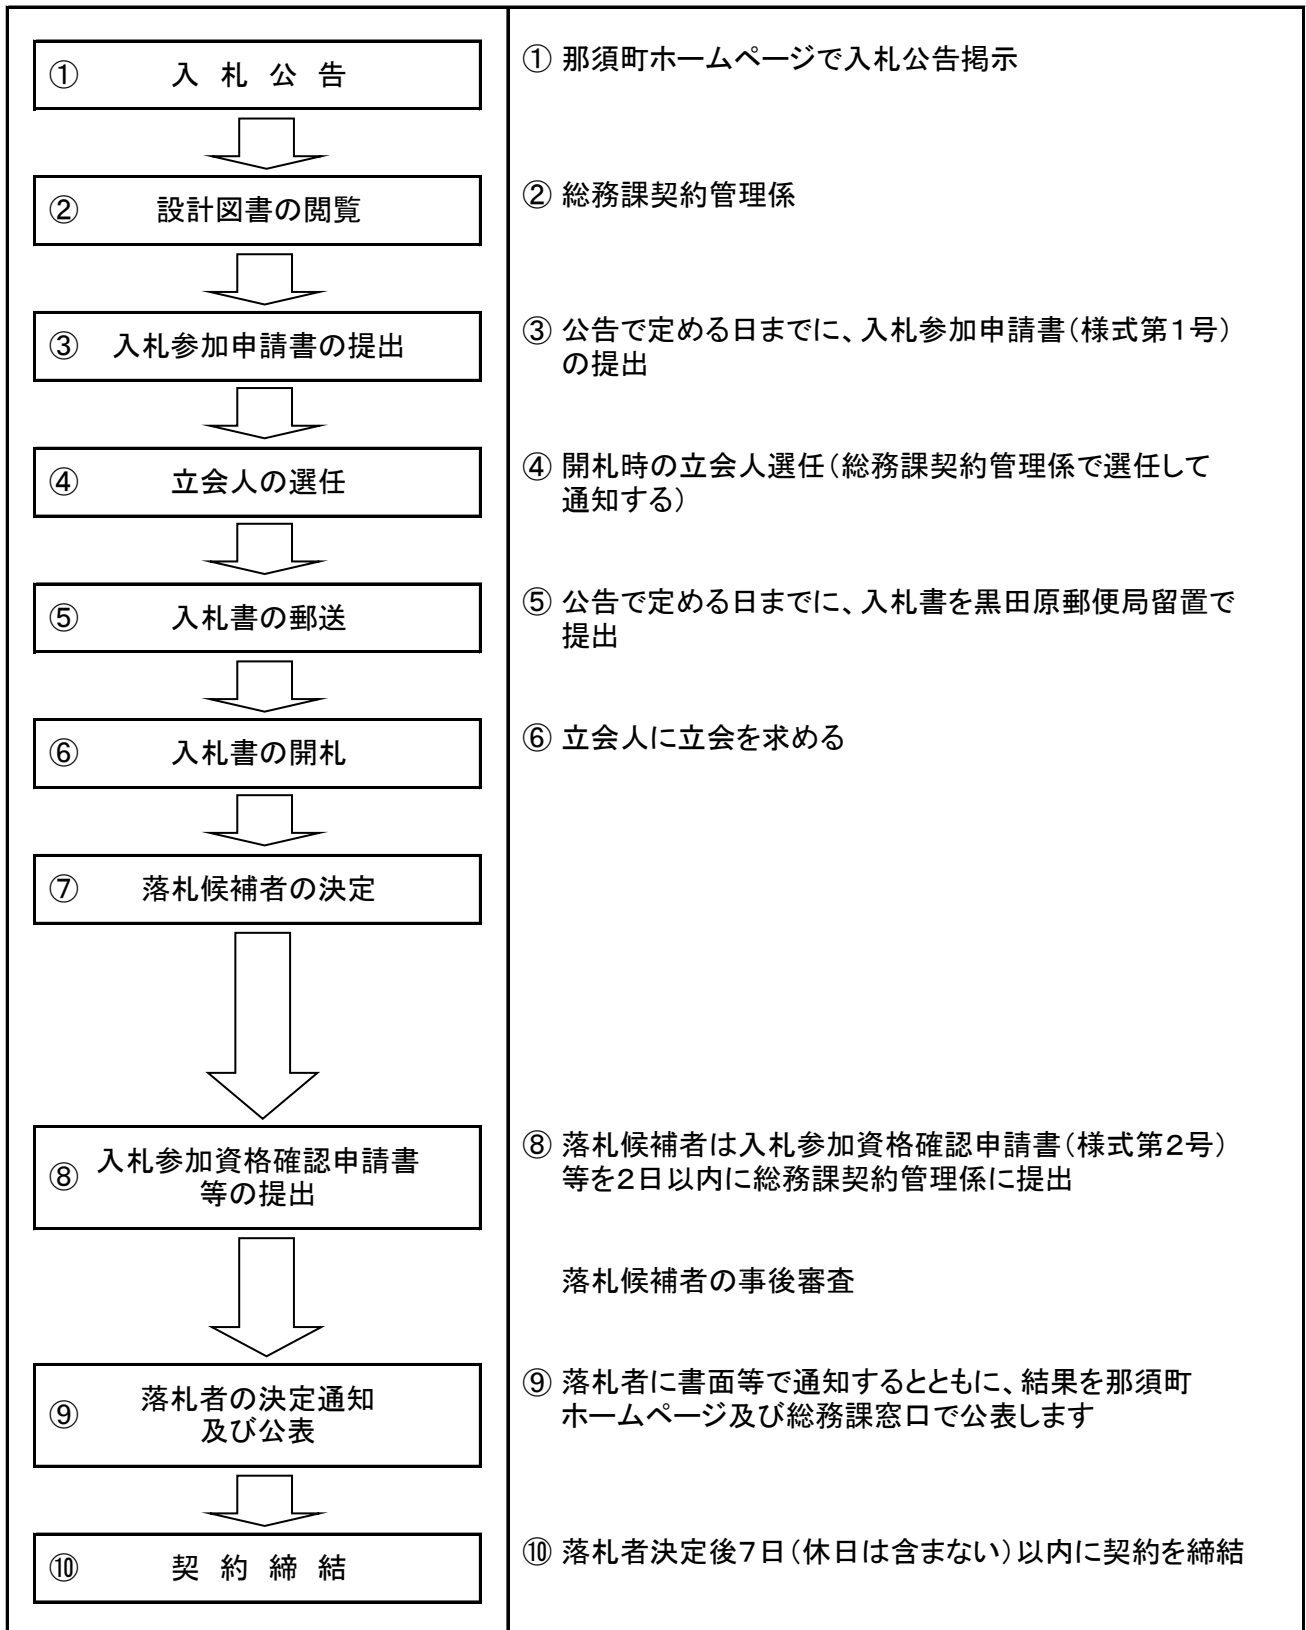 ① 入 札 公 告
① 那須町ホームページで入札公告掲示
② 設計図書の閲覧
② 総務課契約管理係
③ 入札参加申請書の提出
③ 公告で定める日までに、入札参加申請書(様式第1号)
の提出
④ 立会人の選任
④ 開札時の立会人選任(総務課契約管理係で選任して
通知する)
⑤ 入札書の郵送
⑤ 公告で定める日までに、入札書を黒田原郵便局留置で
提出
⑥ 入札書の開札
⑥ 立会人に立会を求める
⑦ 落札候補者の決定
⑧ 入札参加資格確認申請書
等の提出
⑧ 落札候補者は入札参加資格確認申請書(様式第2号)
等を2日以内に総務課契約管理係に提出
落札候補者の事後審査
⑨ 落札者の決定通知
及び公表
⑨ 落札者に書面等で通知するとともに、結果を那須町
ホームページ及び総務課窓口で公表します
⑩ 契 約 締 結
⑩ 落札者決定後7日(休日は含まない)以内に契約を締結